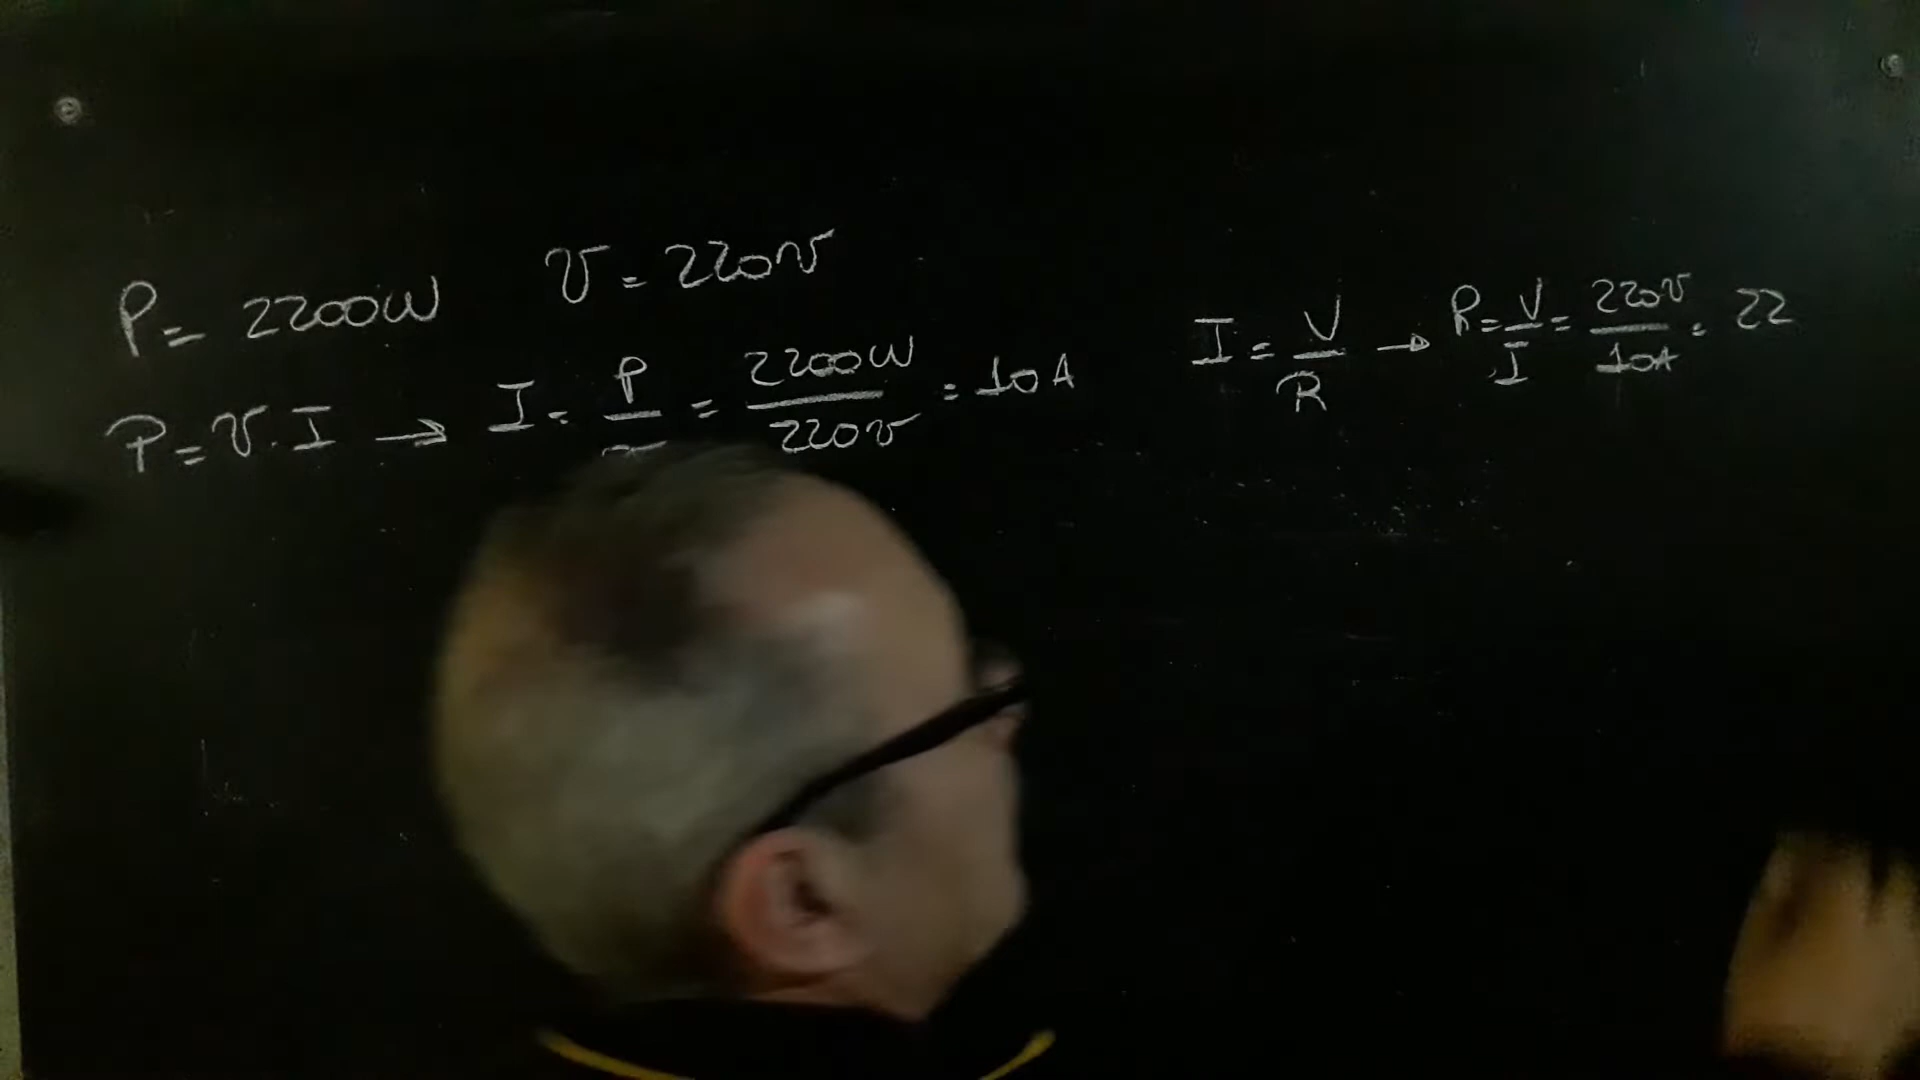 P = 2200W V = 220V
P = V.I → I = P/V = 2200W/220V = 10A
I = V/R → R = V/I = 220V/10A = 22